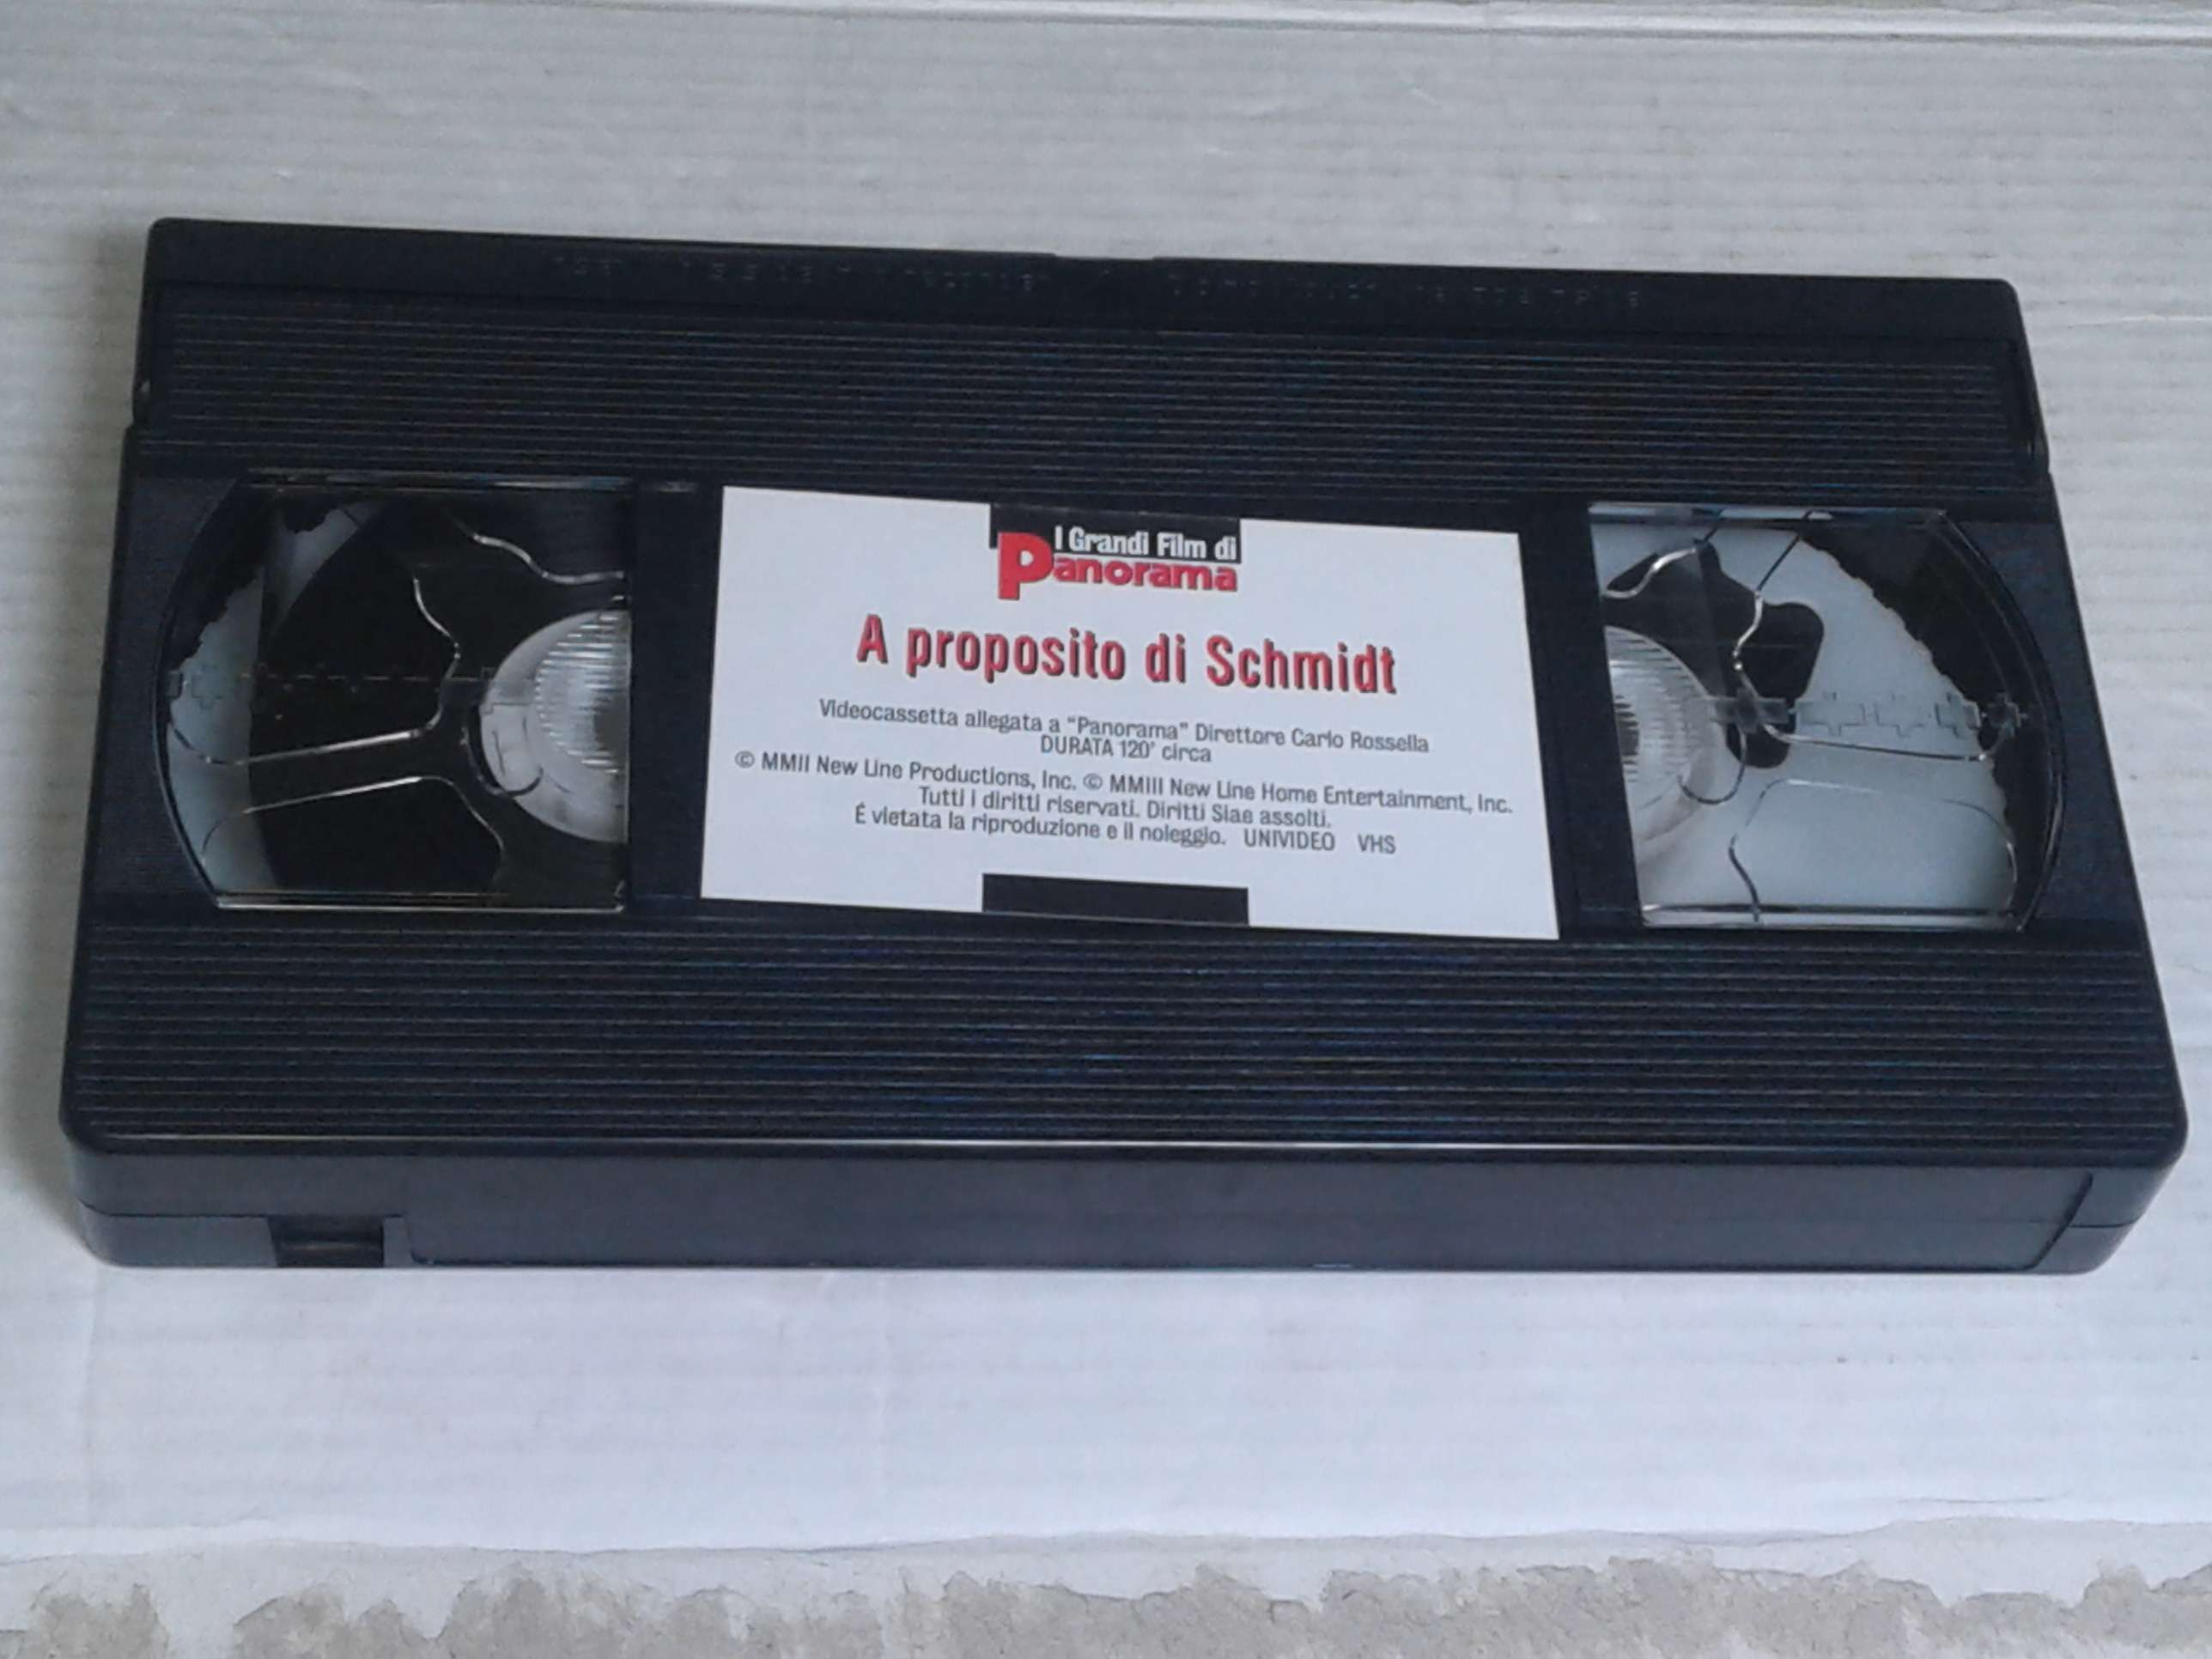 I Grandi Film di
Panorama
A proposito di Schmidt
Videocassetta allegata a "Panorama" Direttore Carlo Rossella
DURATA 120' circa
© MMII New Line Productions, Inc. © MMIII New Line Home Entertainment, Inc.
Tutti i diritti riservati. Diritti Siae assolti.
É vietata la riproduzione e il noleggio. UNIVIDEO VHS